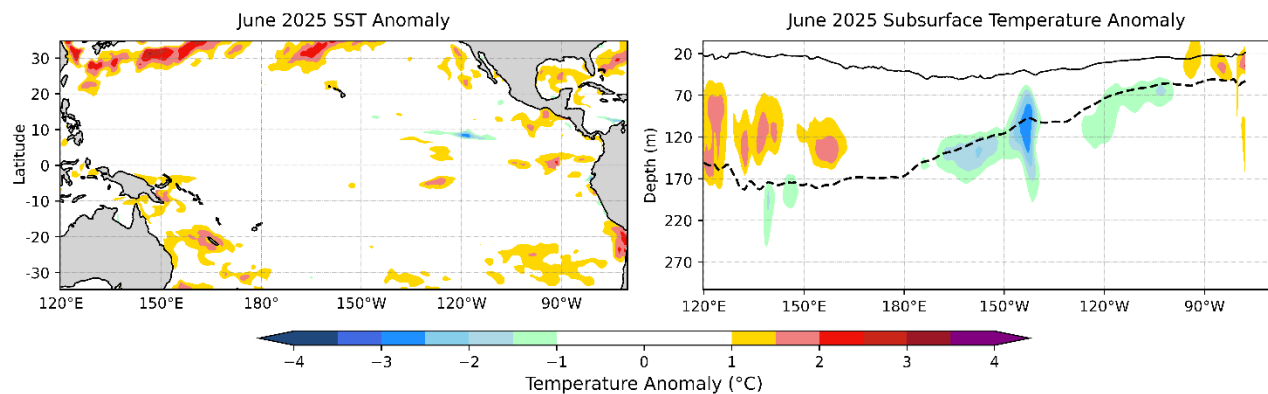 June 2025 SST Anomaly
June 2025 Subsurface Temperature Anomaly
Latitude
30
20
10
0
−10
−20
−30
120°E
150°E
180°
150°W
120°W
90°W
Depth (m)
20
70
120
170
220
270
120°E
150°E
180°E
150°W
120°W
90°W
−4
−3
−2
−1
0
1
2
3
4
Temperature Anomaly (°C)